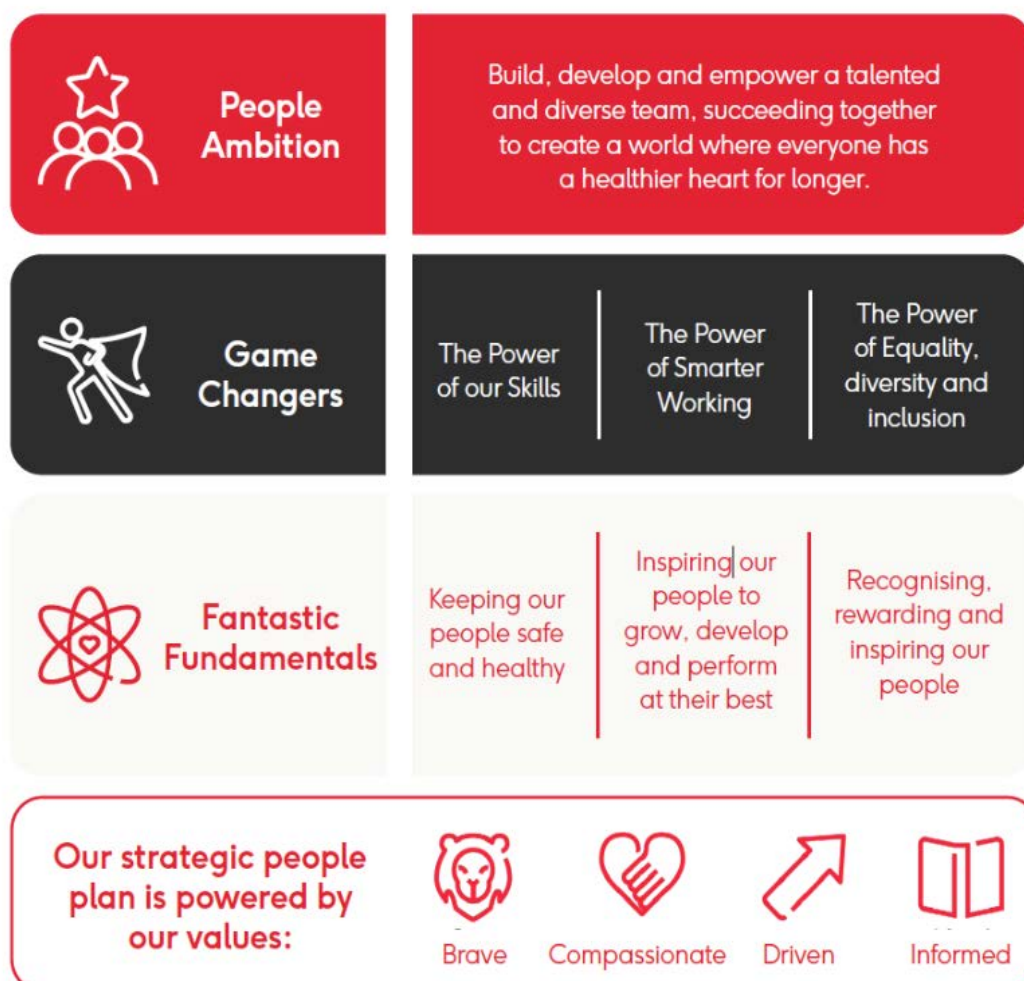 People
Ambition
Build, develop and empower a talented
and diverse team, succeeding together
to create a world where everyone has
a healthier heart for longer.
Game
Changers
The Power
of our Skills
The Power
of Smarter
Working
The Power
of Equality,
diversity and
inclusion
Fantastic
Fundamentals
Keeping our
people safe
and healthy
Inspiring our
people to
grow, develop
and perform
at their best
Recognising,
rewarding and
inspiring our
people
Our strategic people
plan is powered by
our values:
Brave
Compassionate
Driven
Informed